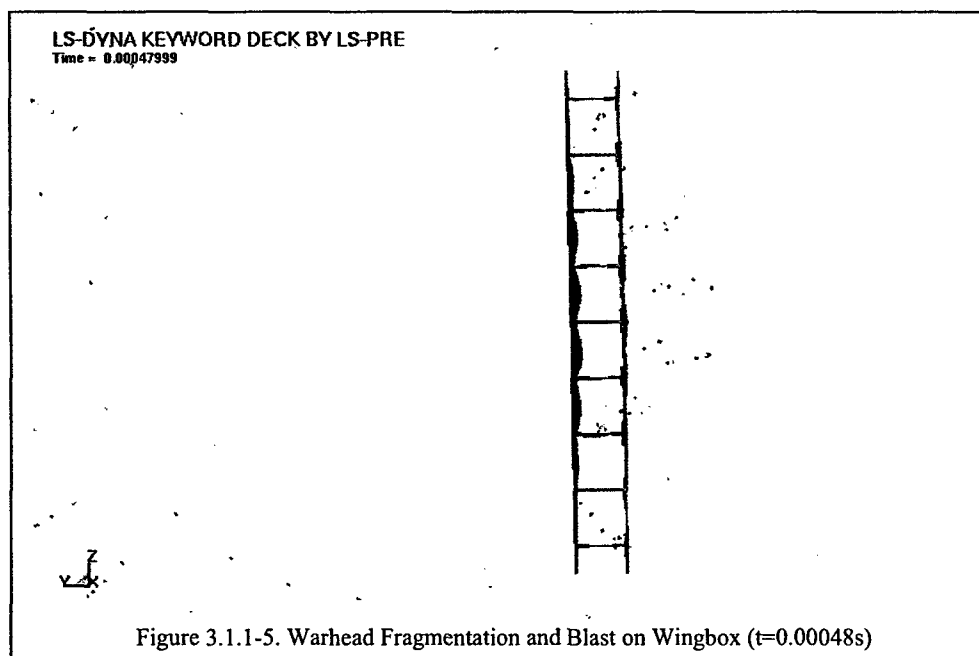 LS-DYNA KEYWORD DECK BY LS-PRE
Time = 0.00047999
Z
Y X
Figure 3.1.1-5. Warhead Fragmentation and Blast on Wingbox (t=0.00048s)